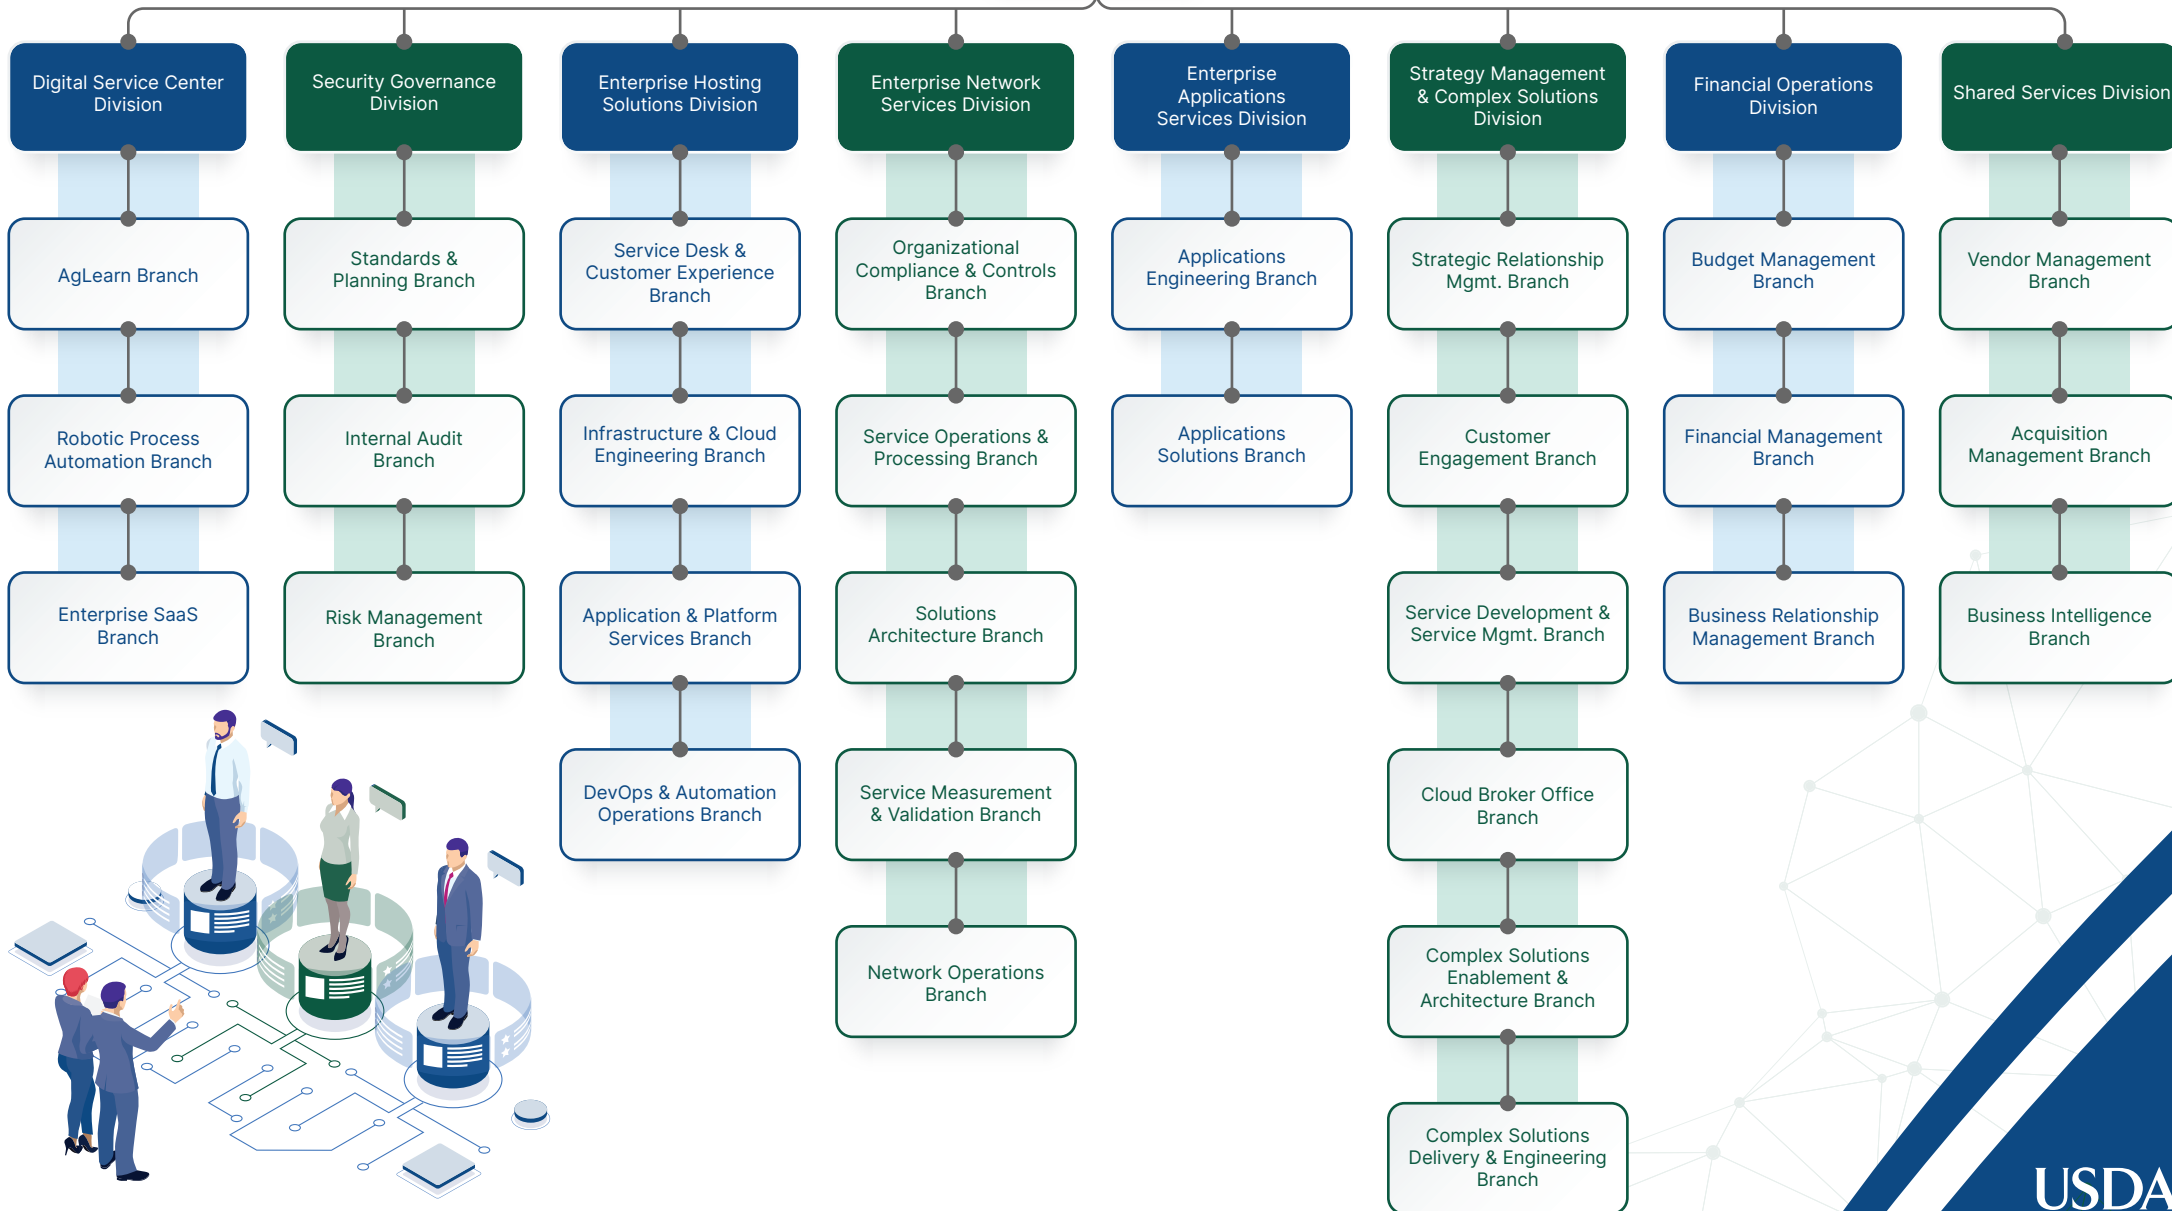 Digital Service Center
Division
Security Governance
Division
Enterprise Hosting
Solutions Division
Enterprise Network
Services Division
Enterprise
Applications
Services Division
Strategy Management
& Complex Solutions
Division
Financial Operations
Division
Shared Services Division
AgLearn Branch
Standards &
Planning Branch
Service Desk &
Customer Experience
Branch
Organizational
Compliance & Controls
Branch
Applications
Engineering Branch
Strategic Relationship
Mgmt. Branch
Budget Management
Branch
Vendor Management
Branch
Robotic Process
Automation Branch
Internal Audit
Branch
Infrastructure & Cloud
Engineering Branch
Service Operations &
Processing Branch
Applications
Solutions Branch
Customer
Engagement Branch
Financial Management
Branch
Acquisition
Management Branch
Enterprise SaaS
Branch
Risk Management
Branch
Application & Platform
Services Branch
Solutions
Architecture Branch
Service Development &
Service Mgmt. Branch
Business Relationship
Management Branch
Business Intelligence
Branch
DevOps & Automation
Operations Branch
Service Measurement
& Validation Branch
Cloud Broker Office
Branch
Network Operations
Branch
Complex Solutions
Enablement &
Architecture Branch
Complex Solutions
Delivery & Engineering
Branch
USDA